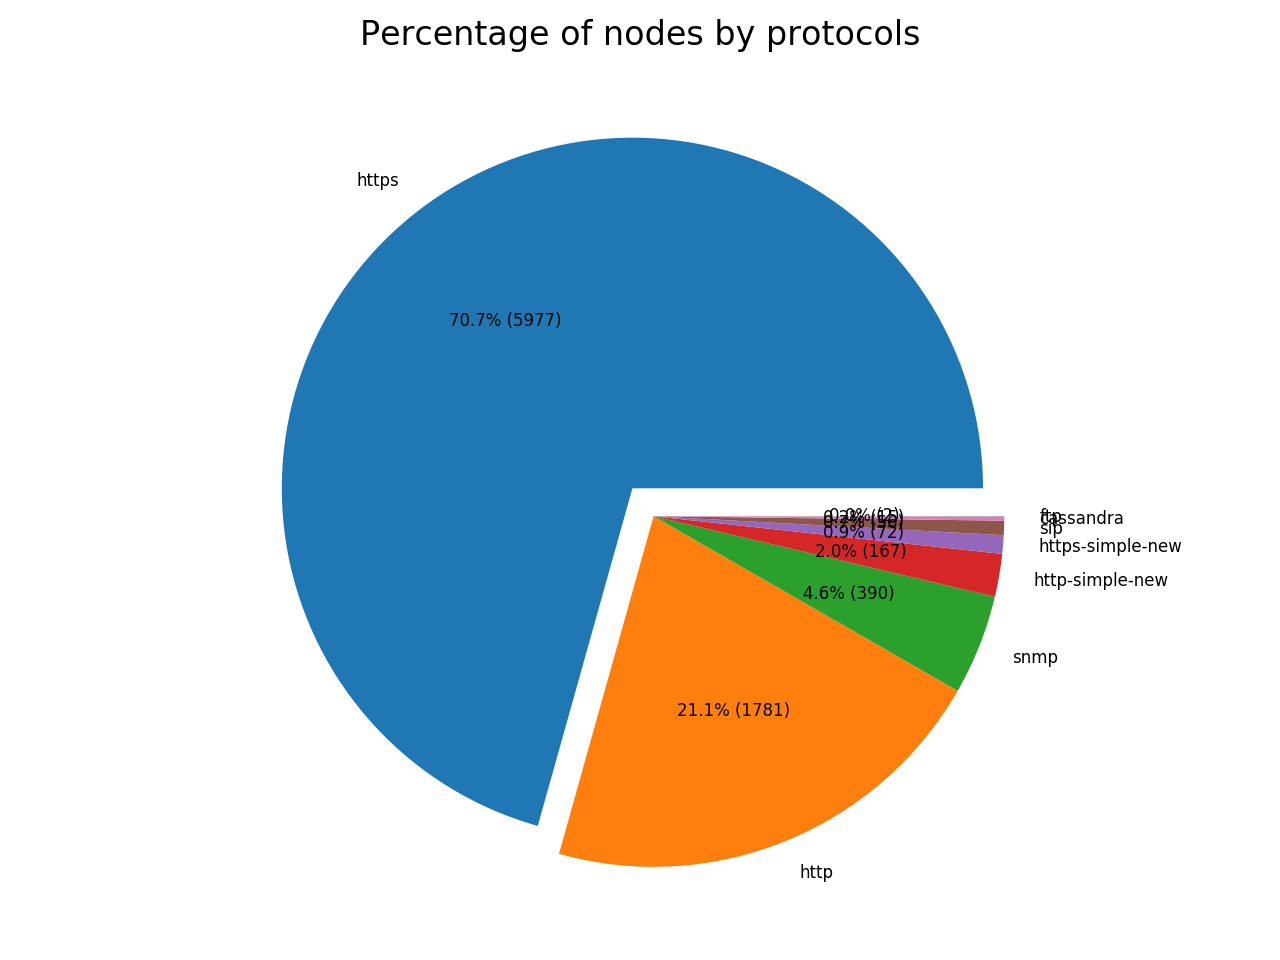 Percentage of nodes by protocols
https
70.7% (5977)
ftp
cassandra
slp
0.9% (72)
https-simple-new
2.0% (167)
http-simple-new
4.6% (390)
snmp
21.1% (1781)
http